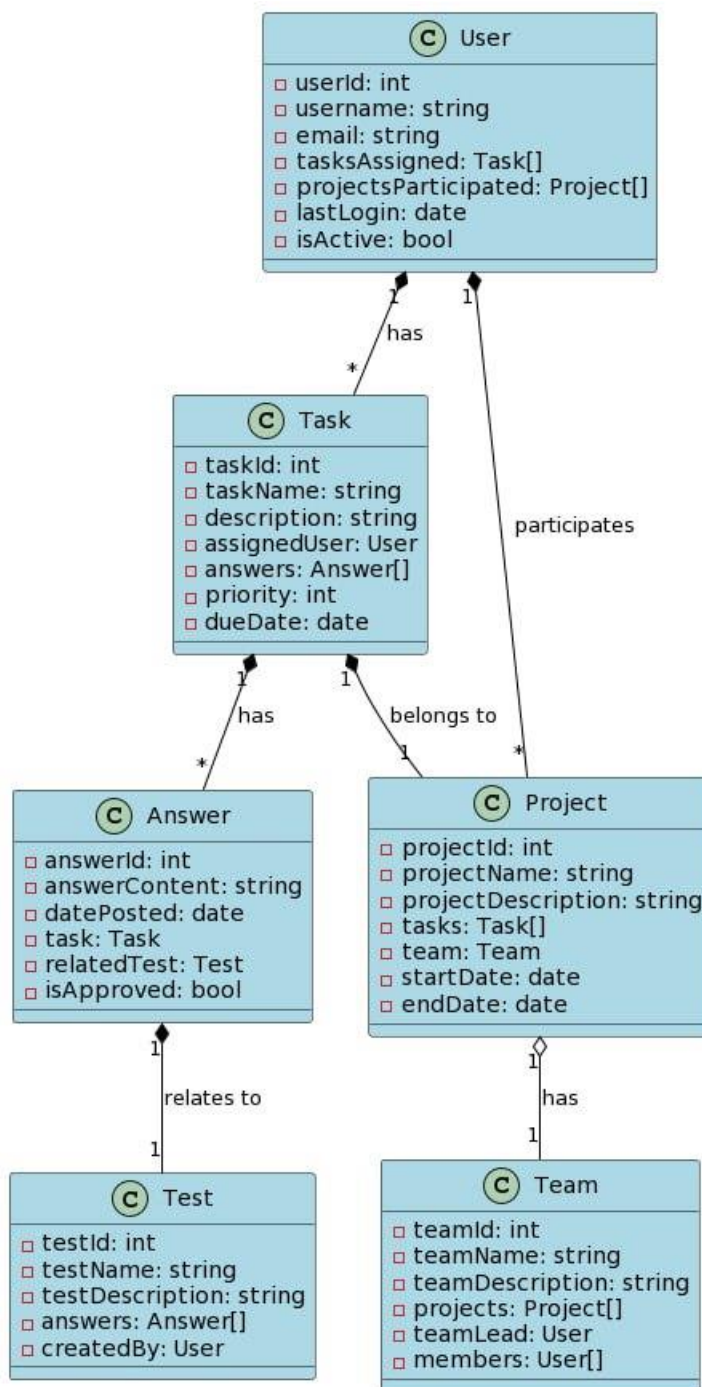 C User
userId: int
username: string
email: string
tasksAssigned: Task[]
projectsParticipated: Project[]
lastLogin: date
isActive: bool
1
1
has
*
C Task
taskId: int
taskName: string
description: string
assignedUser: User
answers: Answer[]
priority: int
dueDate: date
participates
1
1
has
belongs to
*
1
*
C Answer
answerId: int
answerContent: string
datePosted: date
task: Task
relatedTest: Test
isApproved: bool
C Project
projectId: int
projectName: string
projectDescription: string
tasks: Task[]
team: Team
startDate: date
endDate: date
1
relates to
1
1
has
1
C Test
testId: int
testName: string
testDescription: string
answers: Answer[]
createdBy: User
C Team
teamId: int
teamName: string
teamDescription: string
projects: Project[]
teamLead: User
members: User[]